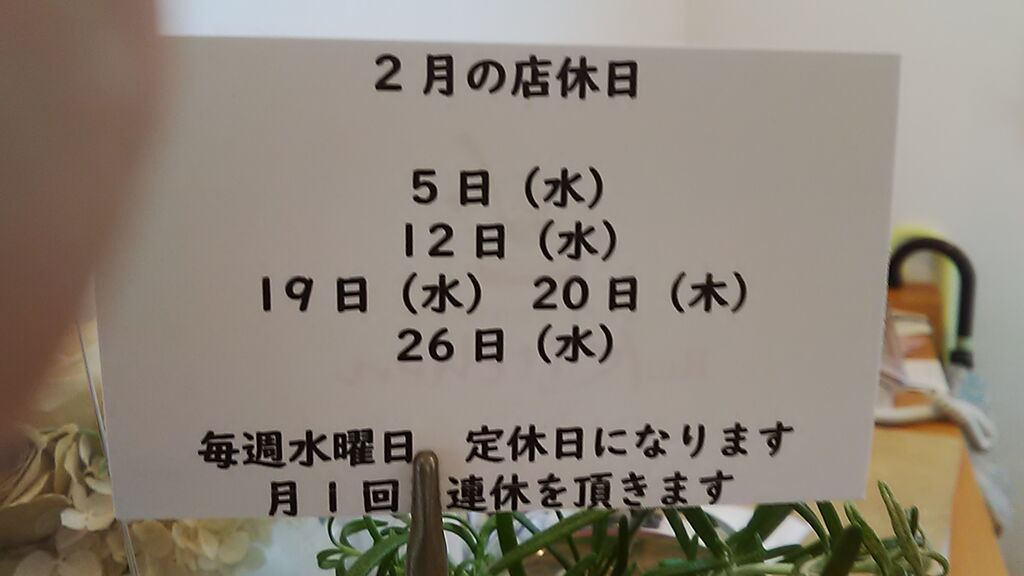 2月の店休日
5日（水）
12日（水）
19日（水）　20日（木）
26日（水）
毎週水曜日　定休日になります
月1回　連休を頂きます